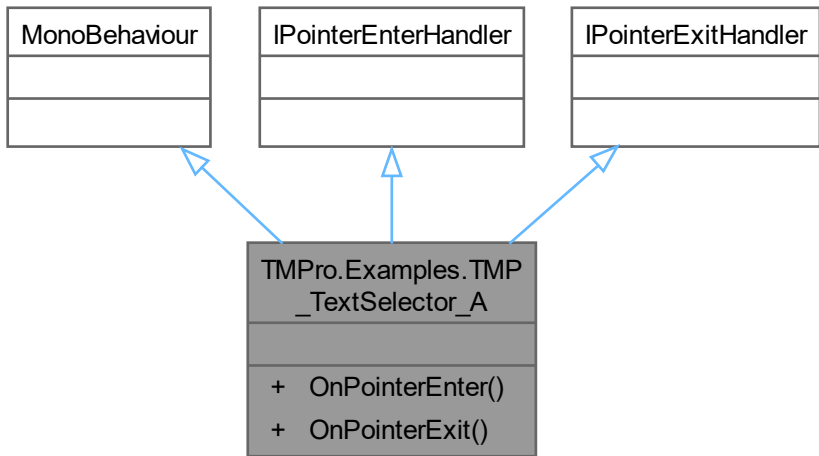 MonoBehaviour
IPointerEnterHandler
IPointerExitHandler
TMPro.Examples.TMP
_TextSelector_A
+ OnPointerEnter()
+ OnPointerExit()